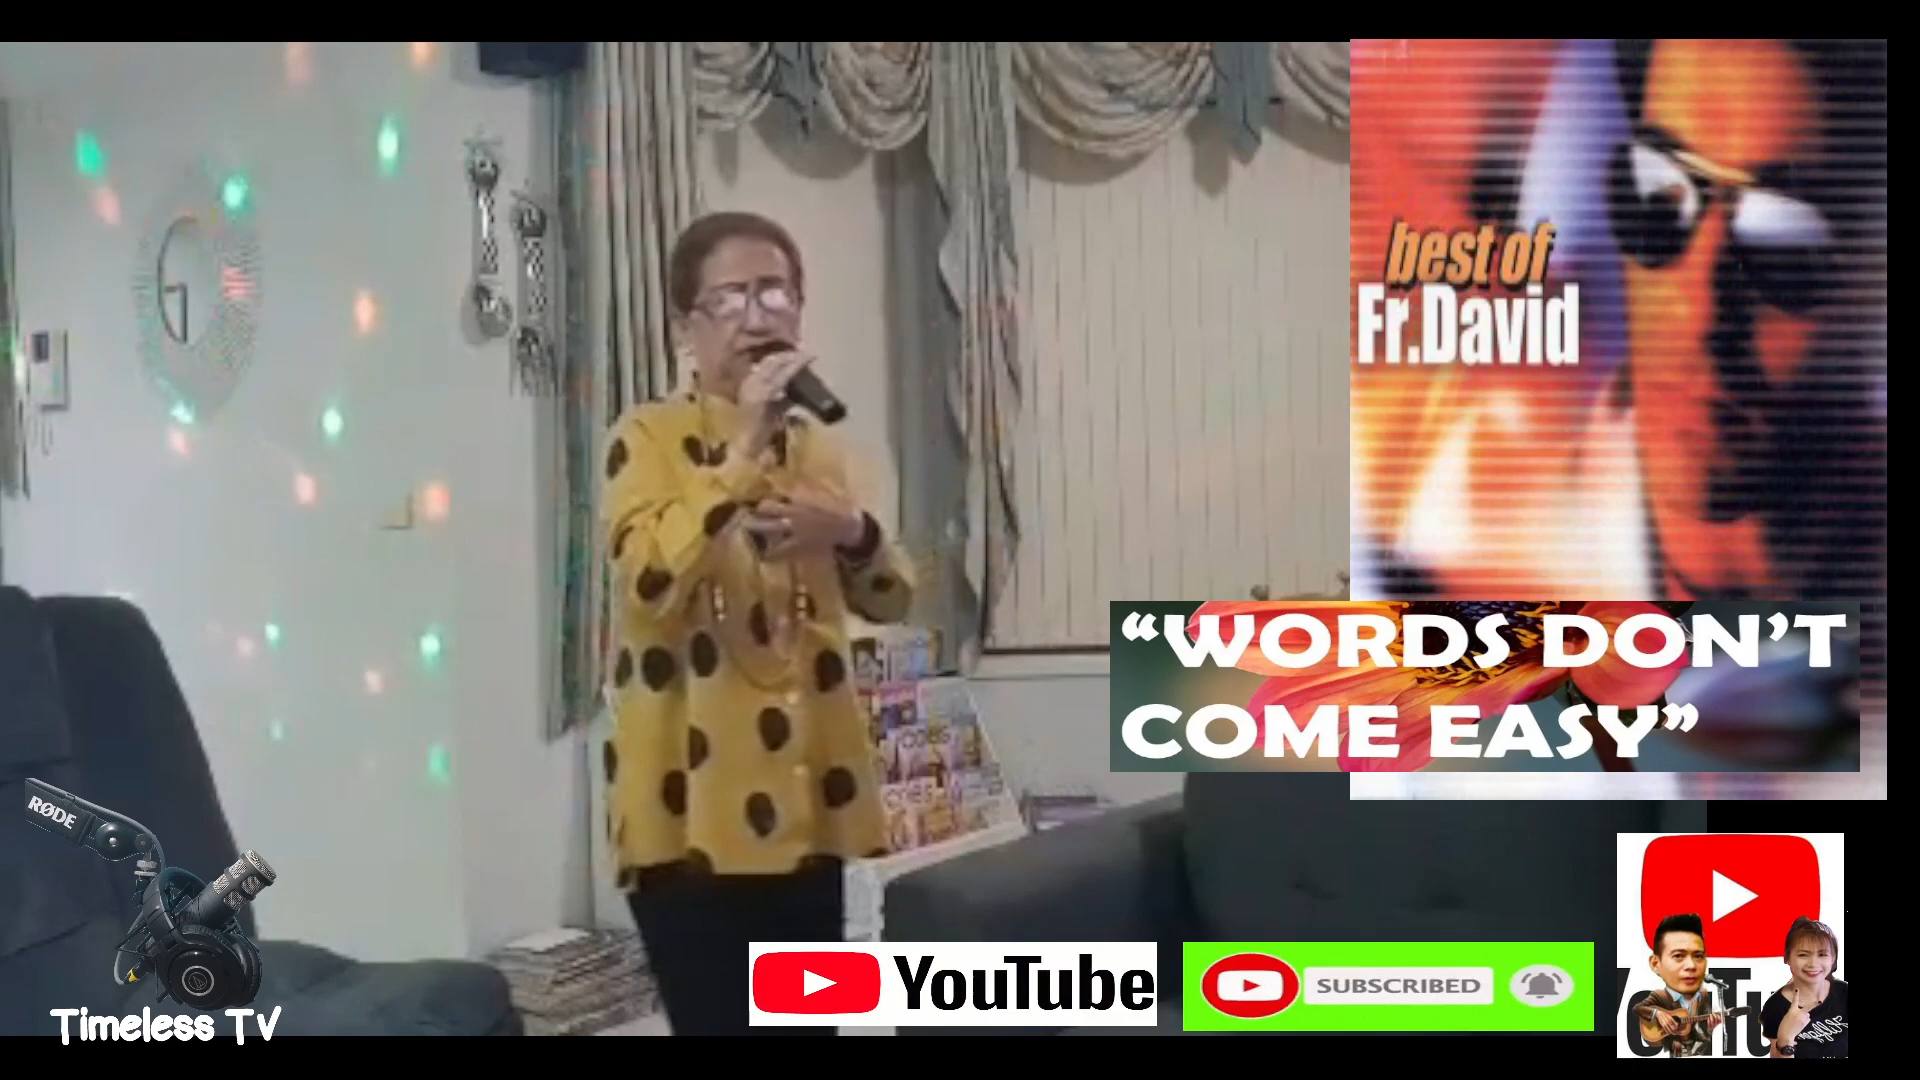 best of
Fr.David
“WORDS DON’T
COME EASY”
RØDE
Timeless TV
YouTube
SUBSCRIBED